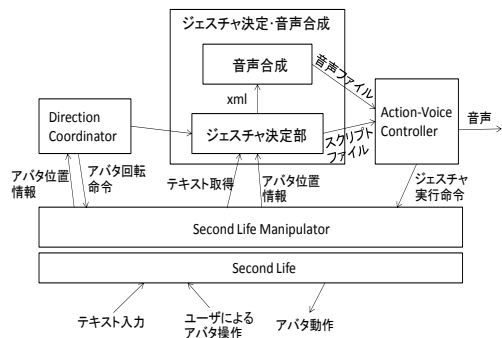 ジェスチャ決定・音声合成
音声合成
音声ファイル
xml
Direction
Coordinator
ジェスチャ決定部
スクリプト
ファイル
Action-Voice
Controller
音声
アバタ位置
情報
アバタ回転
命令
テキスト取得
アバタ位置
情報
ジェスチャ
実行命令
Second Life Manipulator
Second Life
テキスト入力
ユーザによる
アバタ操作
アバタ動作